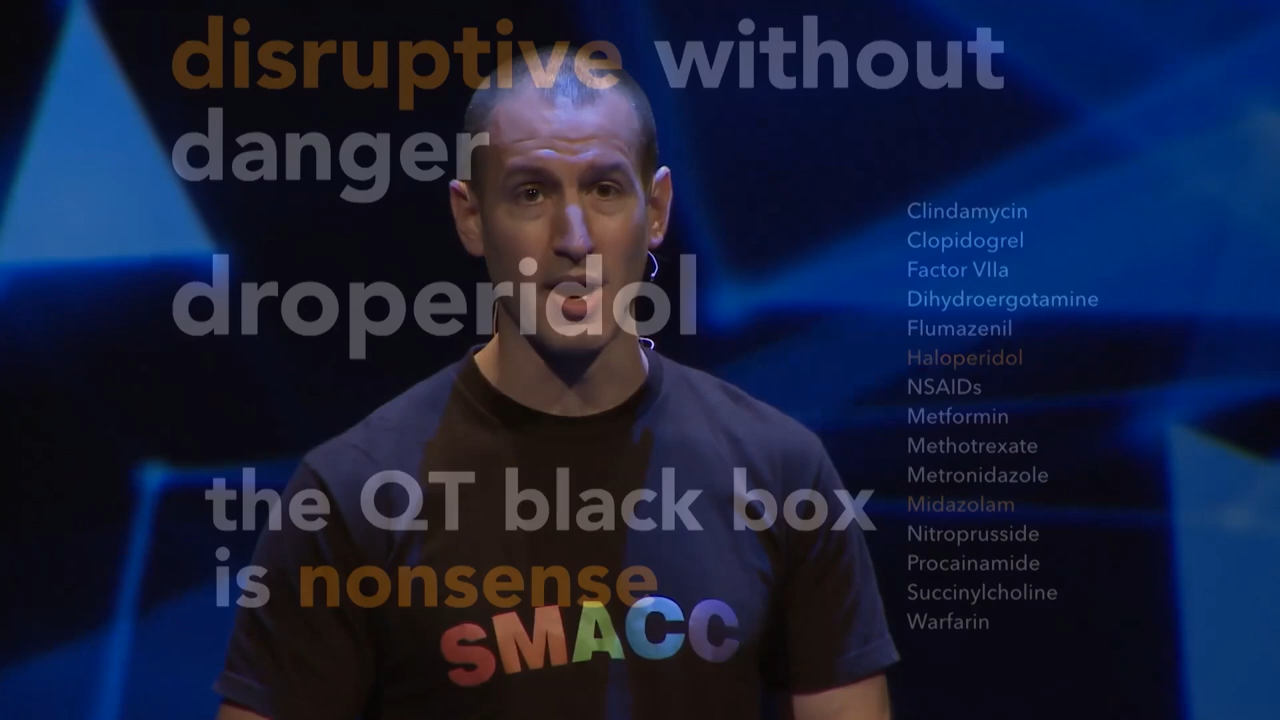 disruptive without
danger
droperidol
the QT black box
is nonsense
SMACC
Clindamycin
Clopidogrel
Factor VIIa
Dihydroergotamine
Flumazenil
Haloperidol
NSAIDs
Metformin
Methotrexate
Metronidazole
Midazolam
Nitroprusside
Procainamide
Succinylcholine
Warfarin